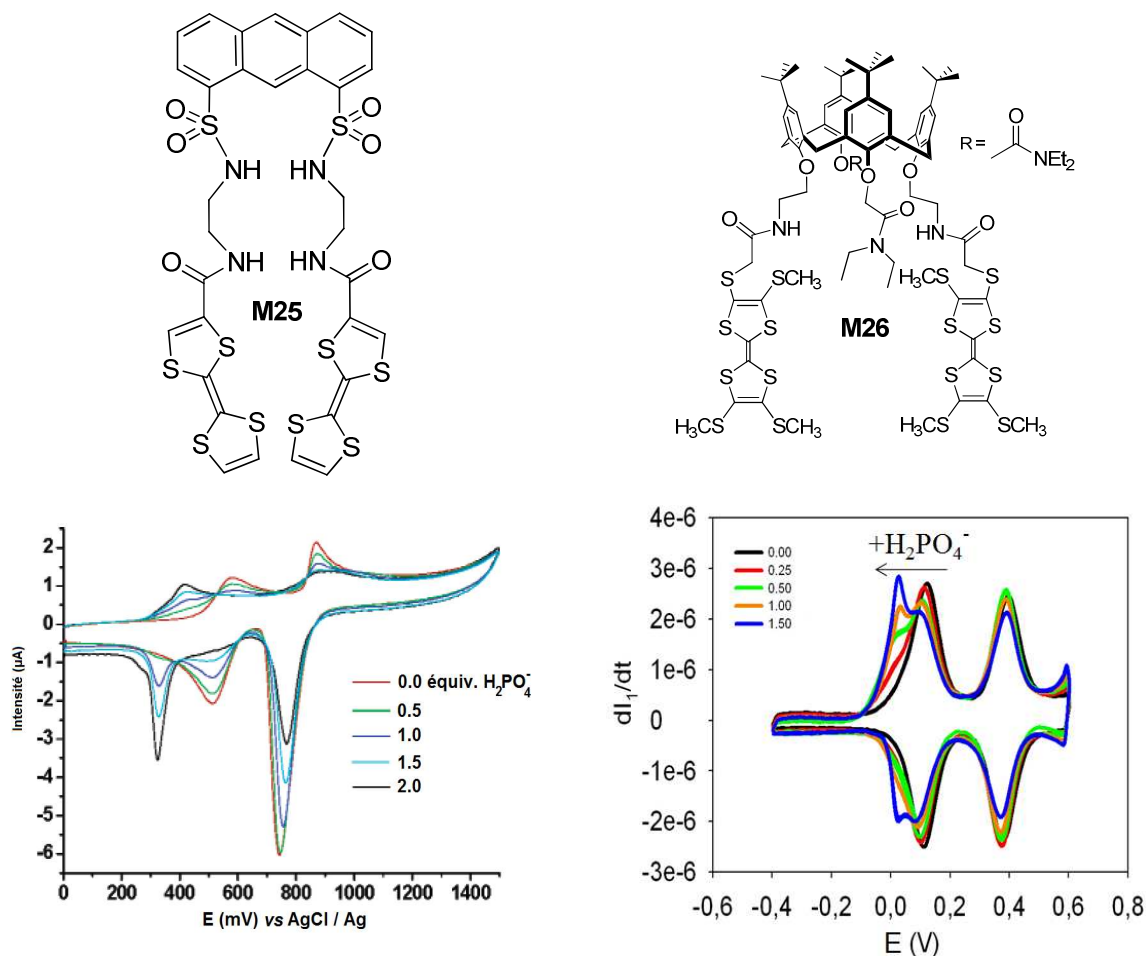 O
O
S
S
O
O
NH
HN
NH
HN
O
O
M25
S
S
S
S
S
S
S
S
R =
O
NEt₂
OR
O
O
O
O
NH
O
HN
O
N
S
SCH₃
H₃CS
S
M26
S
S
S
S
S
S
S
S
H₃CS
SCH₃
H₃CS
SCH₃
Intensité (µA)
2
1
0
-1
-2
-3
-4
-5
-6
0.0 équiv. H₂PO₄⁻
0.5
1.0
1.5
2.0
0
200
400
600
800
1000
1200
1400
E (mV) vs AgCl / Ag
dI₁/dt
4e-6
3e-6
2e-6
1e-6
0
-1e-6
-2e-6
-3e-6
0.00
0.25
0.50
1.00
1.50
+H₂PO₄⁻
-0,6
-0,4
-0,2
0,0
0,2
0,4
0,6
0,8
E (V)